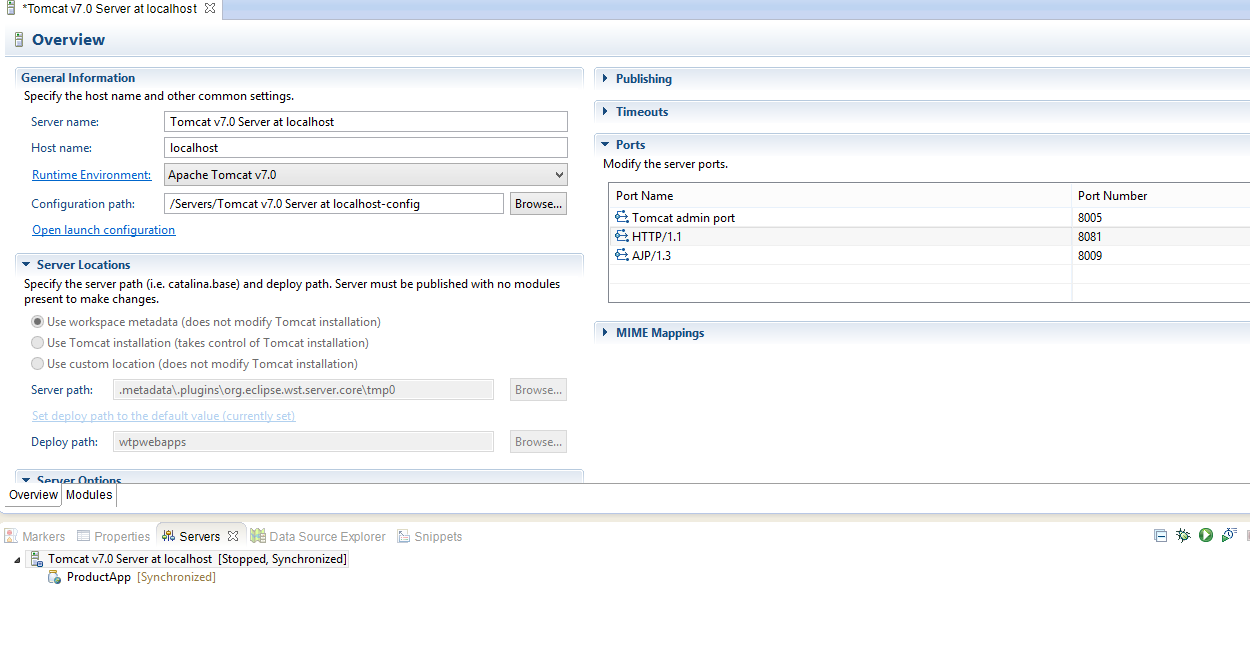 *Tomcat v7.0 Server at localhost
Overview
General Information
Specify the host name and other common settings.
Server name: Tomcat v7.0 Server at localhost
Host name: localhost
Runtime Environment: Apache Tomcat v7.0
Configuration path: /Servers/Tomcat v7.0 Server at localhost-config Browse...
Open launch configuration
Server Locations
Specify the server path (i.e. catalina.base) and deploy path. Server must be published with no modules
present to make changes.
Use workspace metadata (does not modify Tomcat installation)
Use Tomcat installation (takes control of Tomcat installation)
Use custom location (does not modify Tomcat installation)
Server path: .metadata\.plugins\org.eclipse.wst.server.core\tmp0 Browse...
Set deploy path to the default value (currently set)
Deploy path: wtpwebapps Browse...
Server Options
Publishing
Timeouts
Ports
Modify the server ports.
Port Name Port Number
Tomcat admin port 8005
HTTP/1.1 8081
AJP/1.3 8009
MIME Mappings
Overview Modules
Markers Properties Servers Data Source Explorer Snippets
Tomcat v7.0 Server at localhost [Stopped, Synchronized]
ProductApp [Synchronized]